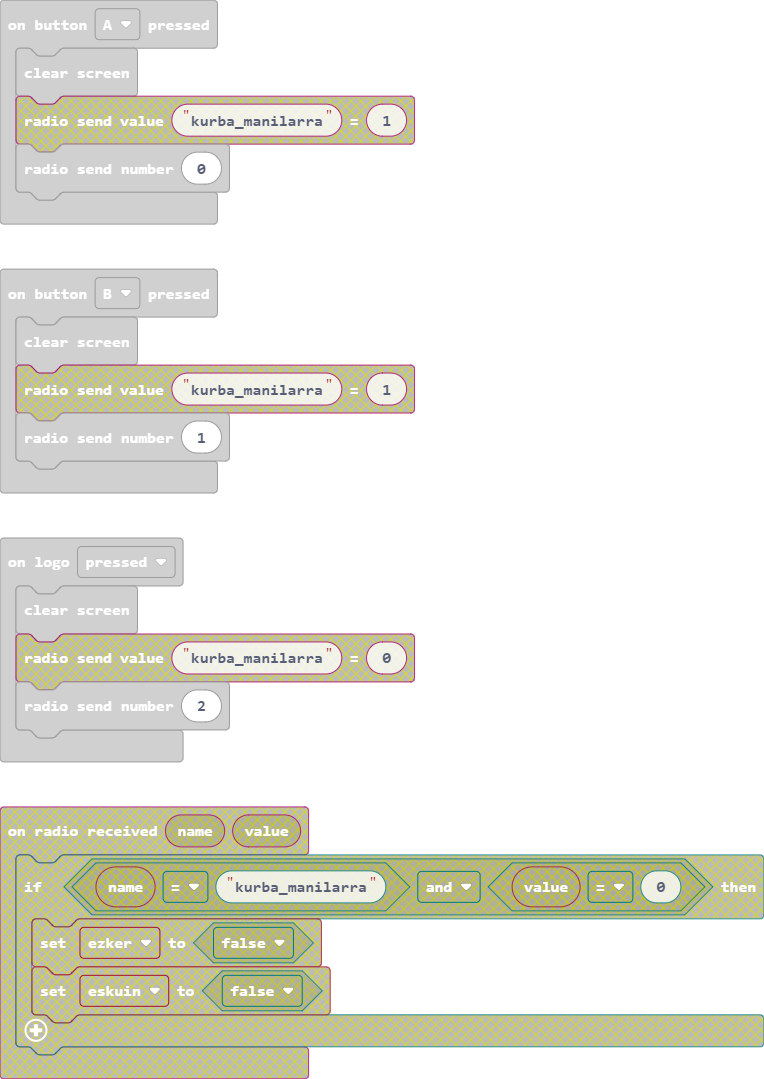 on button A pressed
clear screen
radio send value "kurba_manilarra" = 1
radio send number 0
on button B pressed
clear screen
radio send value "kurba_manilarra" = 1
radio send number 1
on logo pressed
clear screen
radio send value "kurba_manilarra" = 0
radio send number 2
on radio received name value
if name = "kurba_manilarra" and value = 0 then
set ezker to false
set eskuin to false